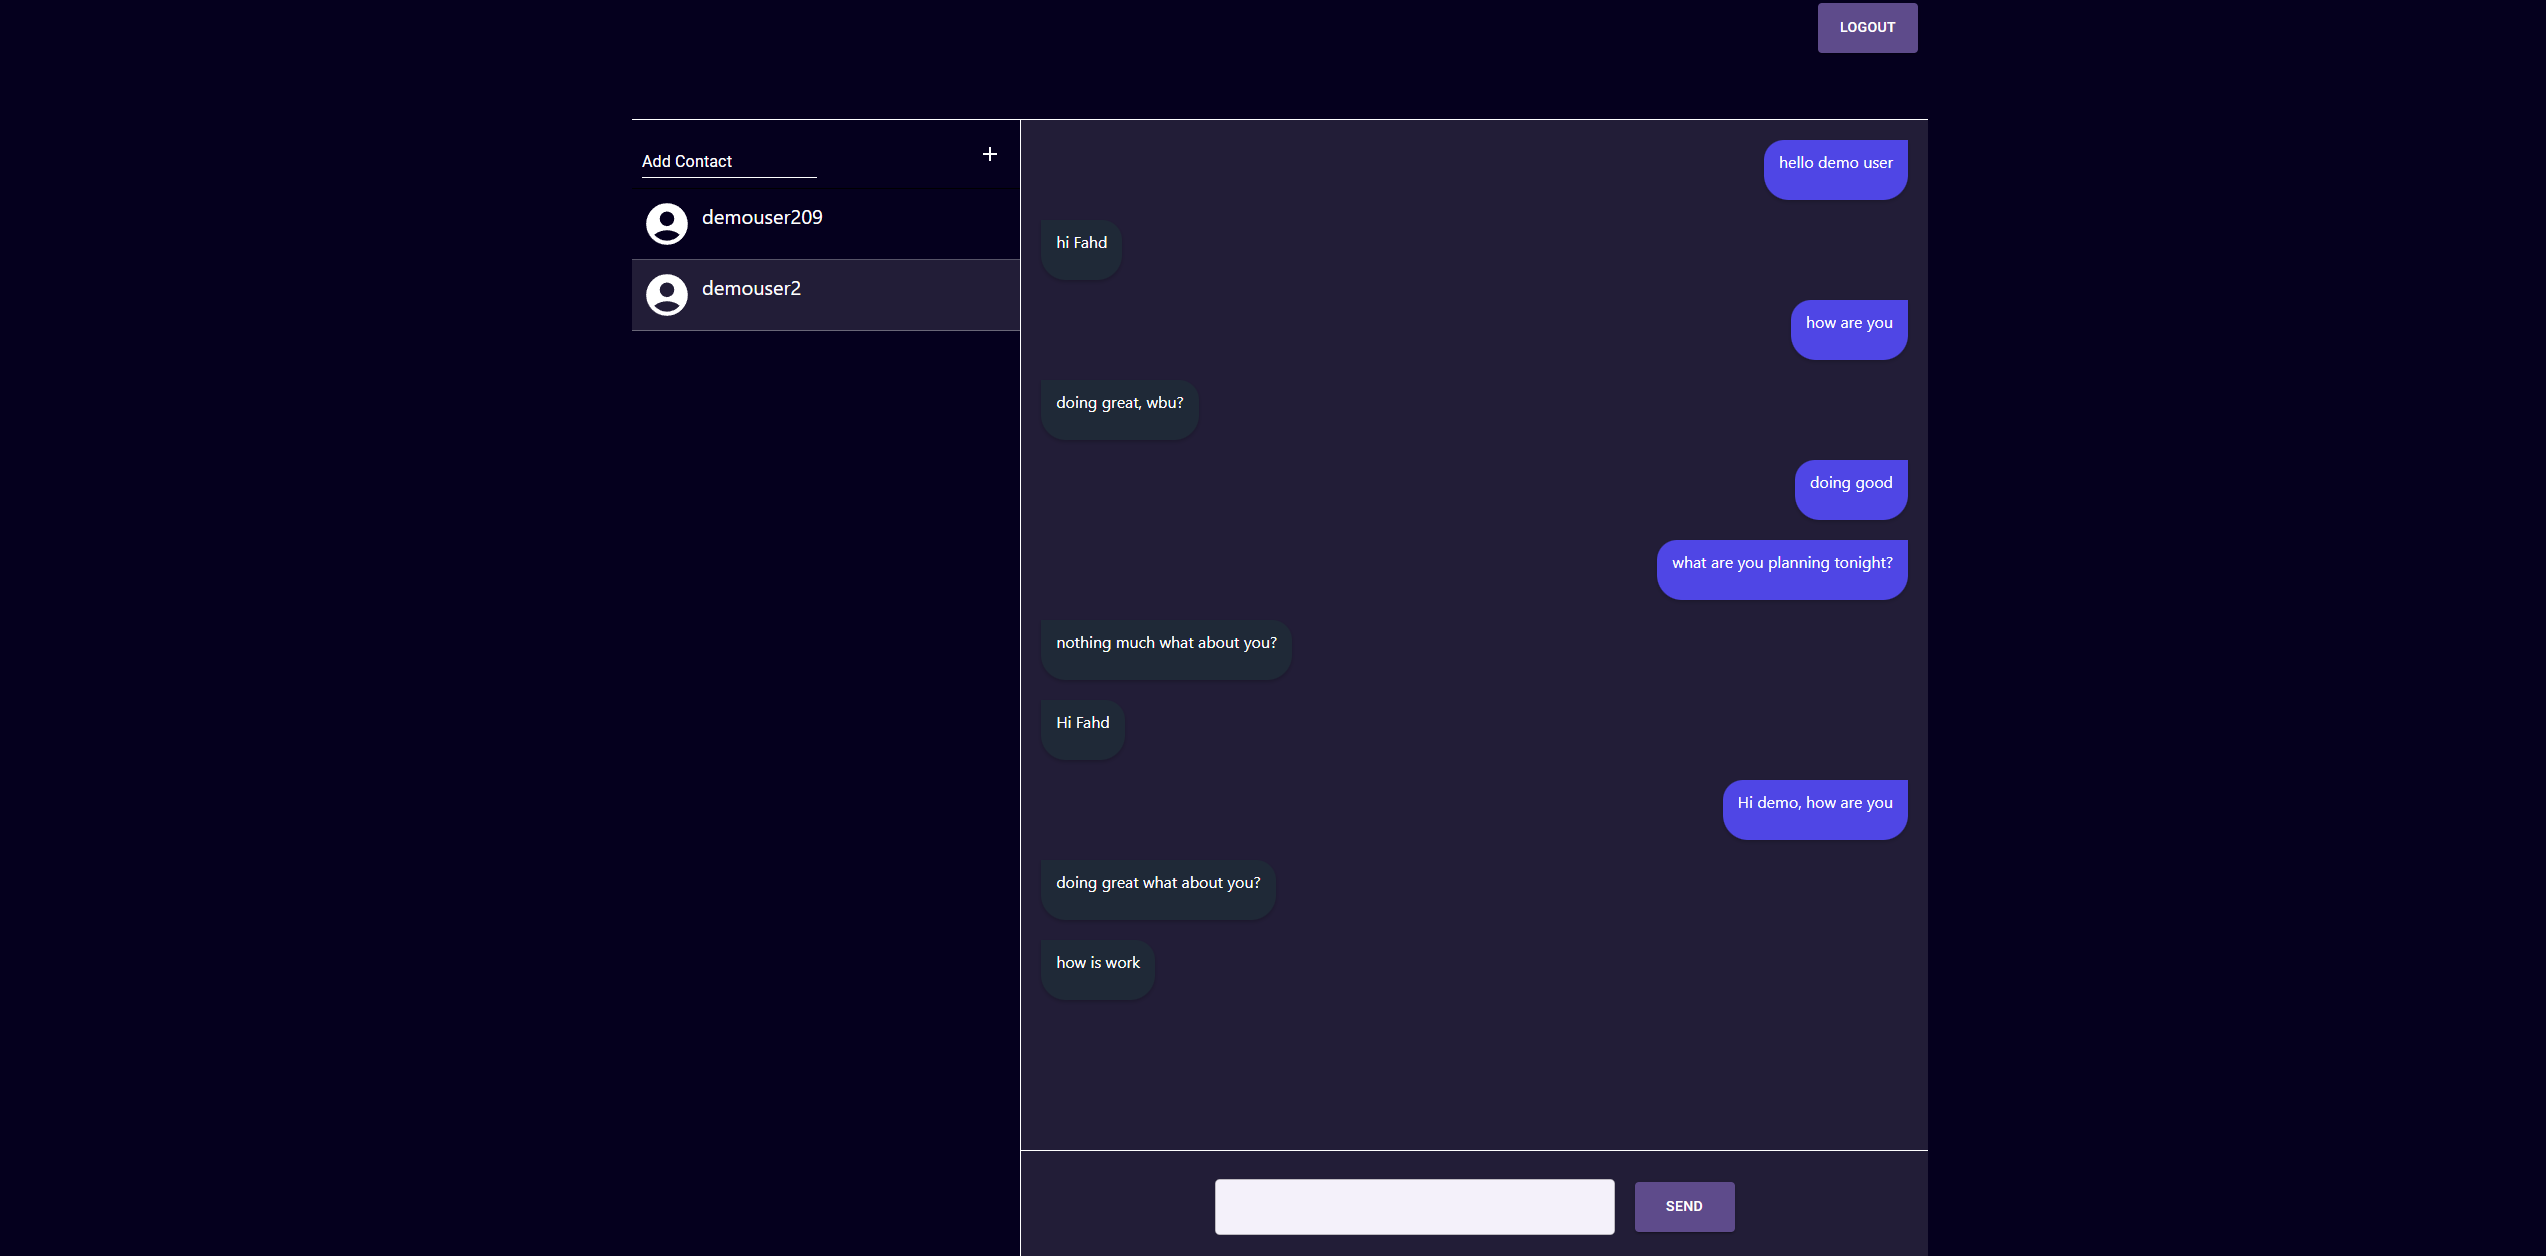 LOGOUT
Add Contact
demouser209
demouser2
hello demo user
hi Fahd
how are you
doing great, wbu?
doing good
what are you planning tonight?
nothing much what about you?
Hi Fahd
Hi demo, how are you
doing great what about you?
how is work
SEND